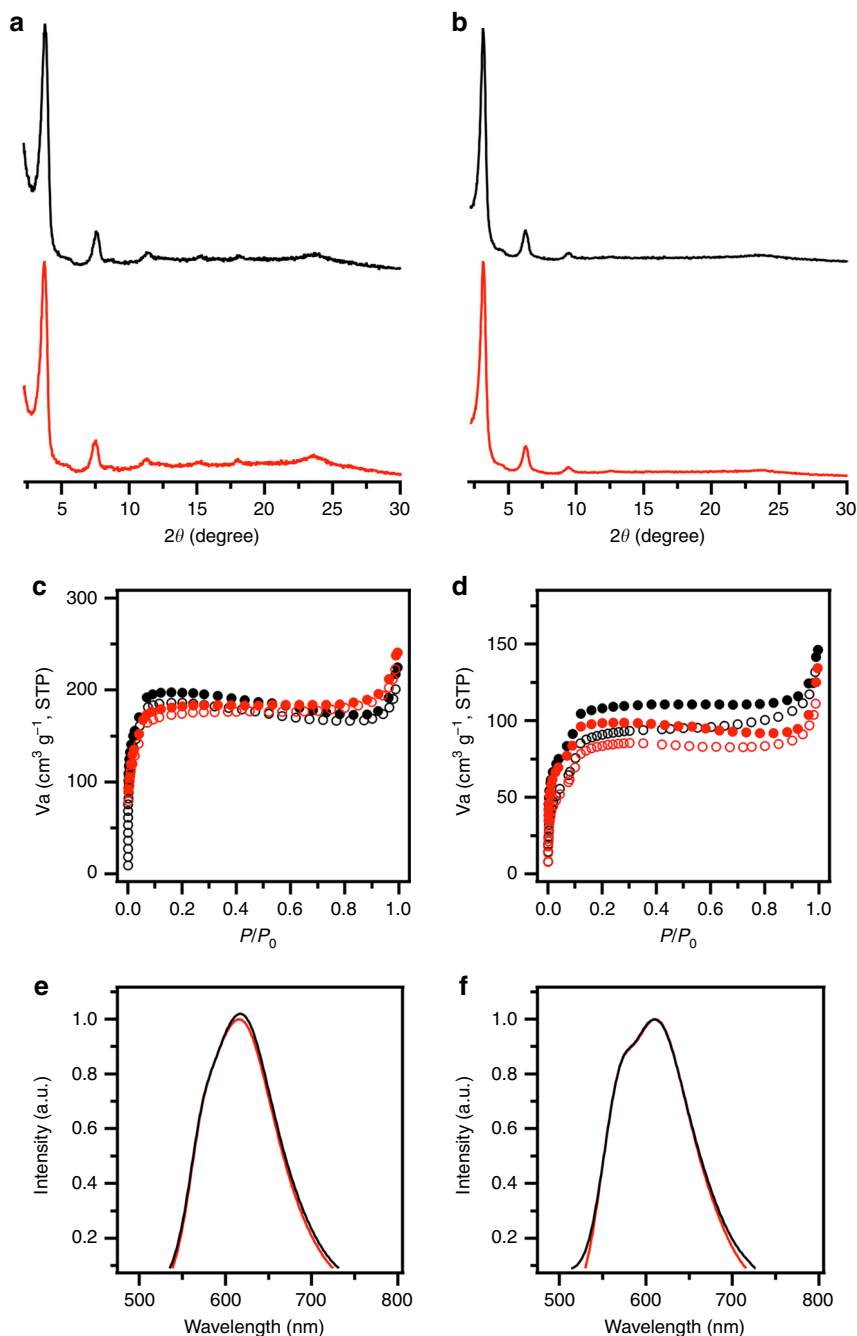 a
b
5 10 15 20 25 30
5 10 15 20 25 30
2θ (degree)
2θ (degree)
c
d
300
200
100
0
Va (cm³ g⁻¹, STP)
0.0 0.2 0.4 0.6 0.8 1.0
P/P₀
150
100
50
0
Va (cm³ g⁻¹, STP)
0.0 0.2 0.4 0.6 0.8 1.0
P/P₀
e
f
1.0
0.8
0.6
0.4
0.2
Intensity (a.u.)
500 600 700 800
Wavelength (nm)
1.0
0.8
0.6
0.4
0.2
Intensity (a.u.)
500 600 700 800
Wavelength (nm)